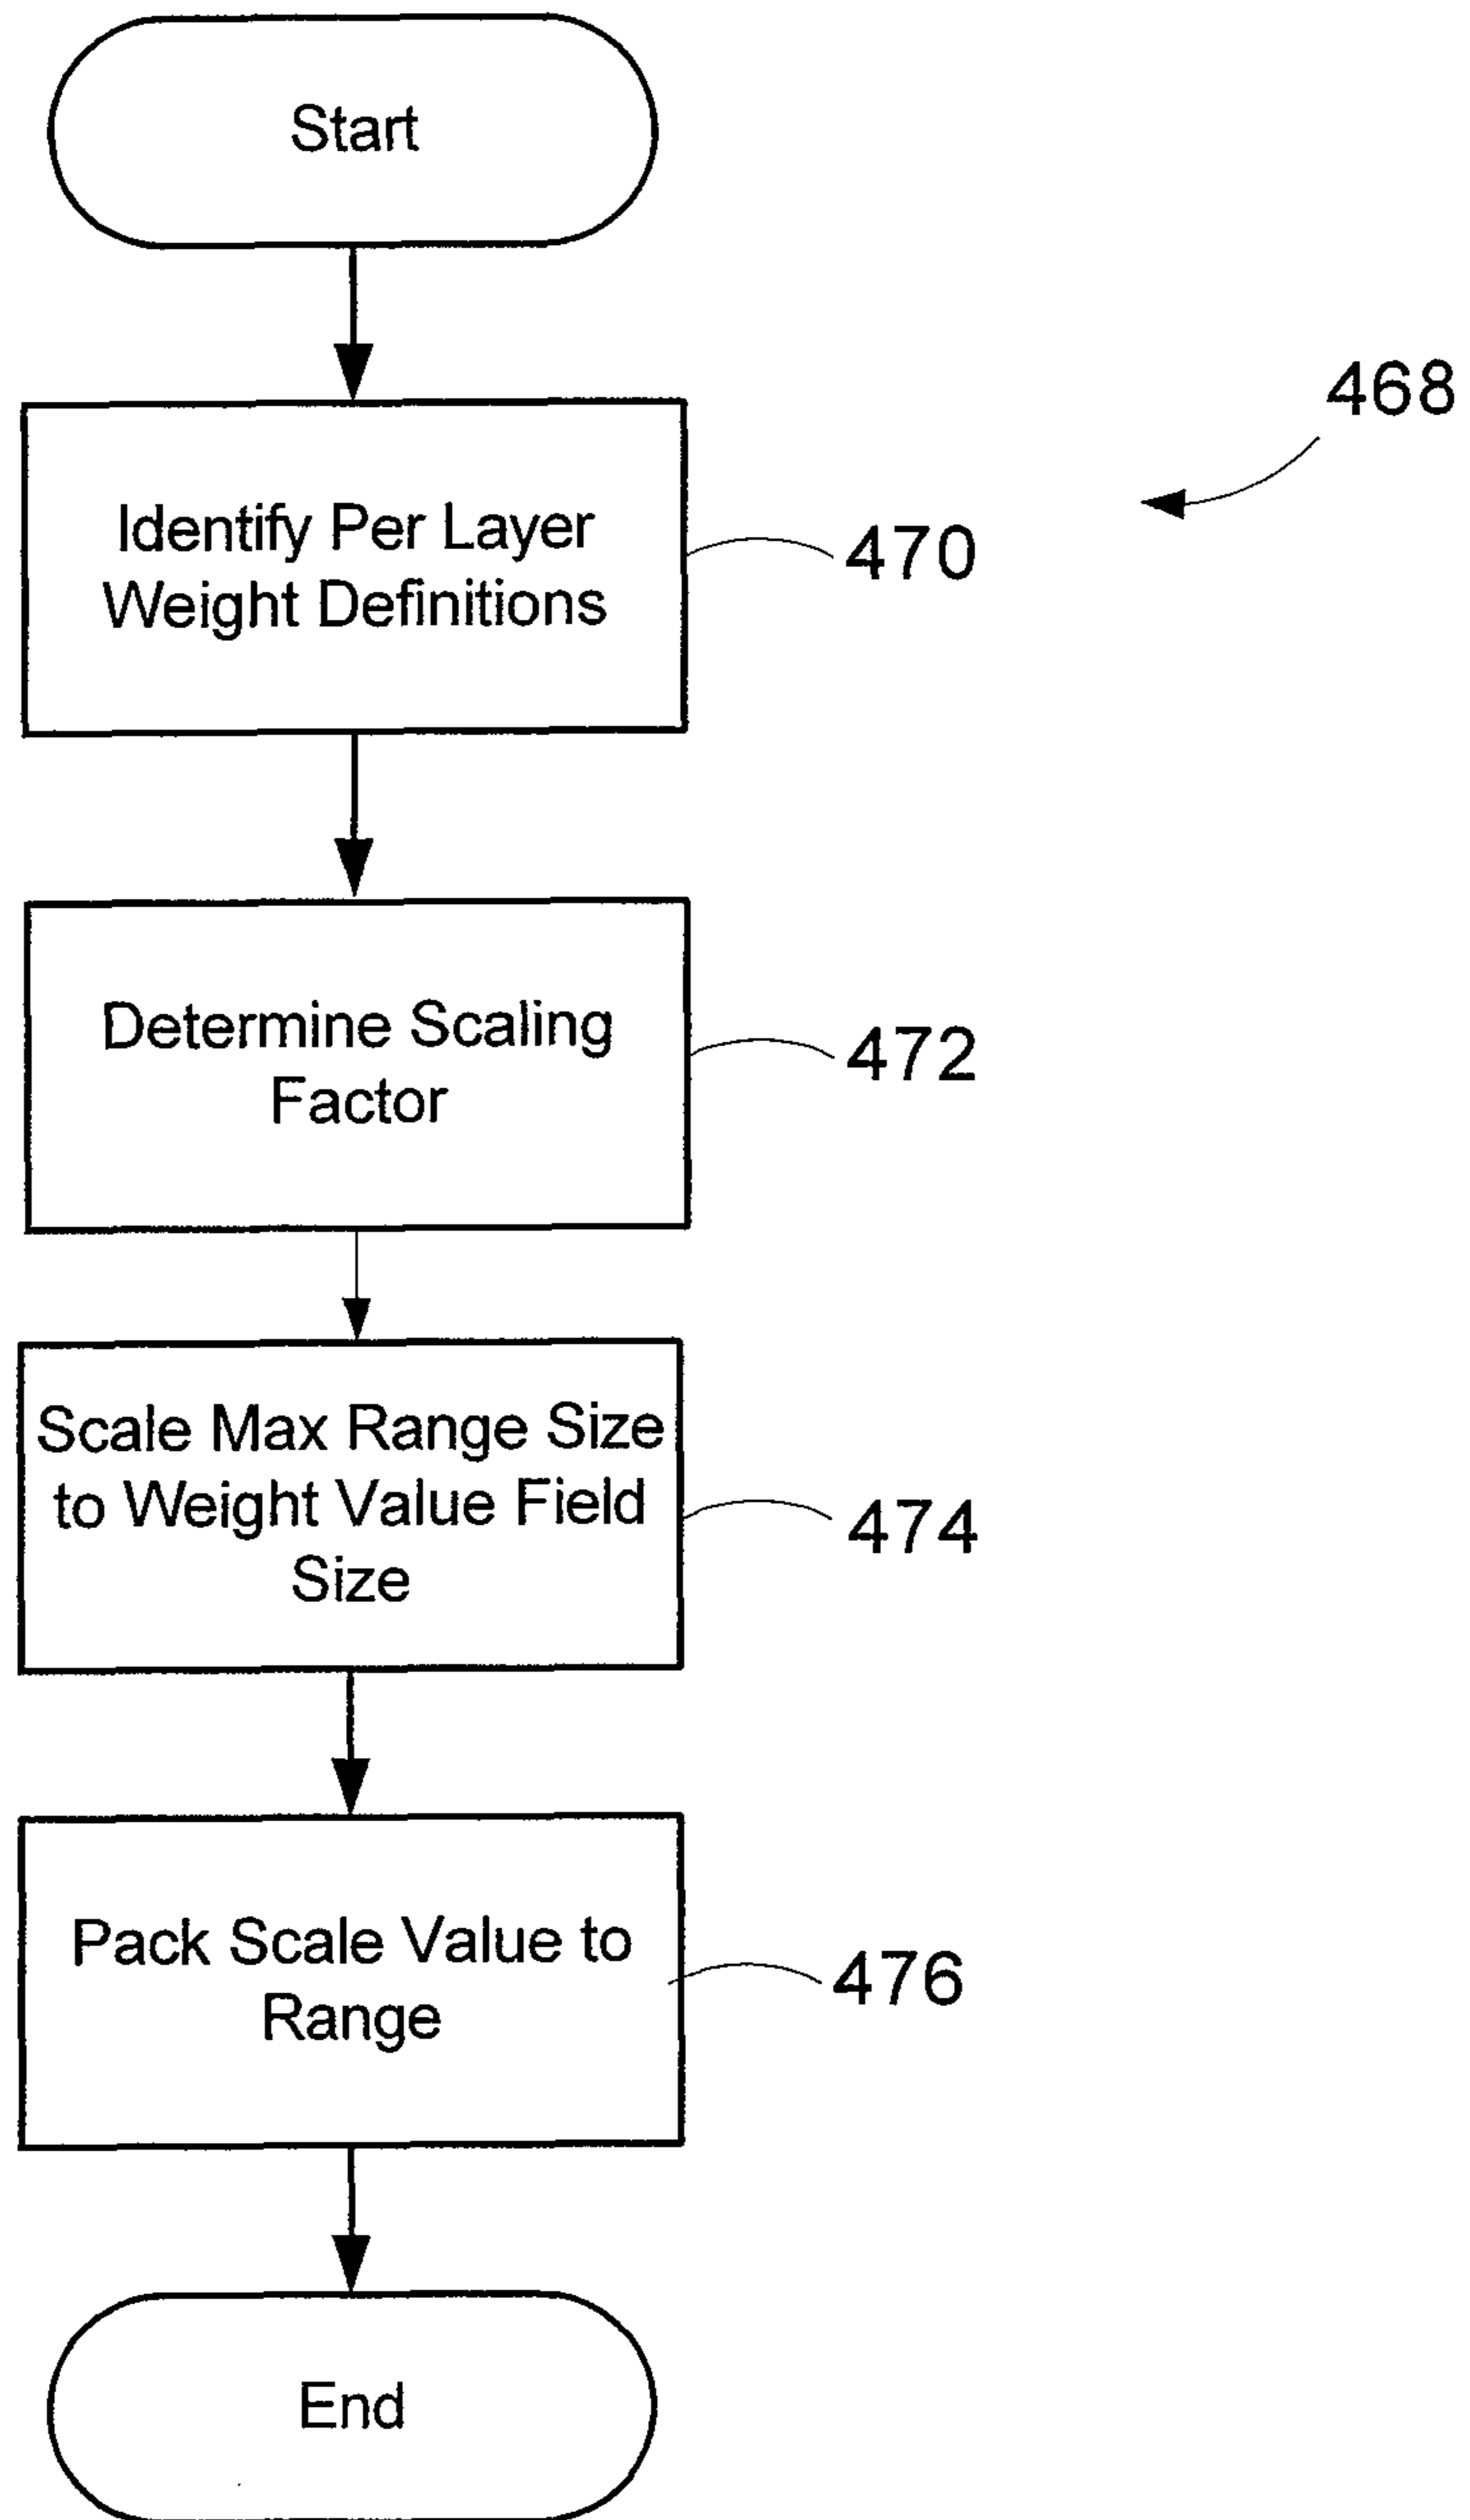 Start
468
Identify Per Layer
Weight Definitions
470
Determine Scaling
Factor
472
Scale Max Range Size
to Weight Value Field
Size
474
Pack Scale Value to
Range
476
End